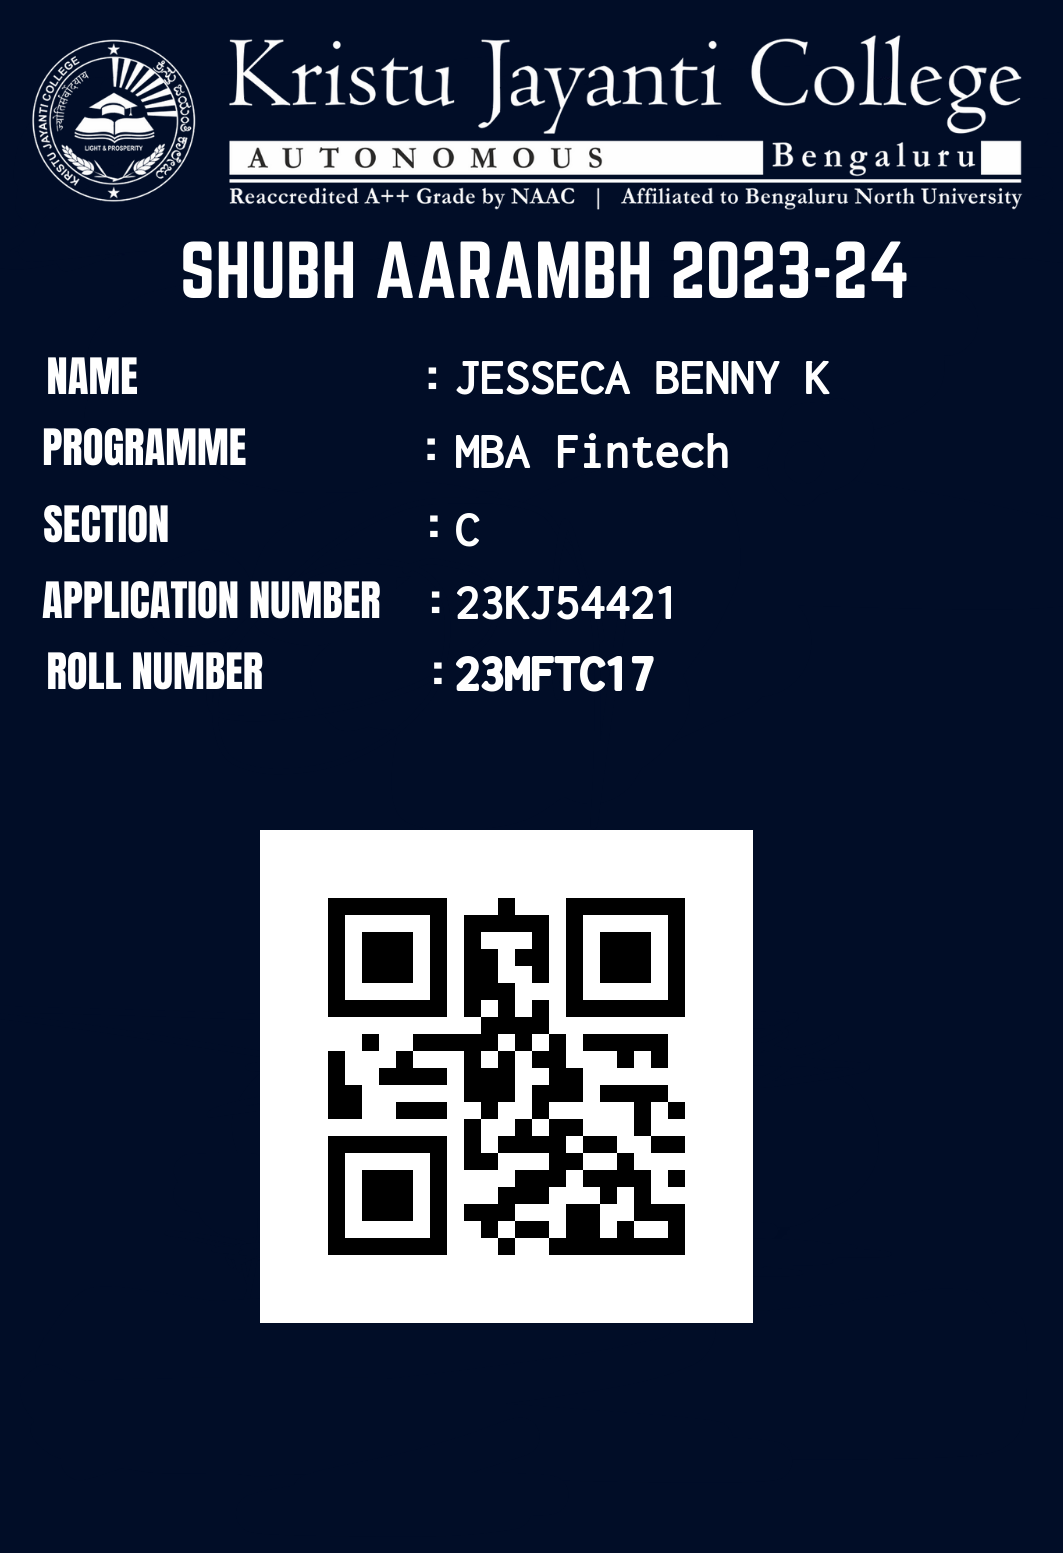 Kristu Jayanti College
AUTONOMOUS Bengaluru
Reaccredited A++ Grade by NAAC | Affiliated to Bengaluru North University
KRISTU JAYANTI COLLEGE
ಕ್ರಿಸ್ತು ಜಯಂತಿ ಕಾಲೇಜು
LIGHT & PROSPERITY
SHUBH AARAMBH 2023-24
NAME : JESSECA BENNY K
PROGRAMME : MBA Fintech
SECTION : C
APPLICATION NUMBER : 23KJ54421
ROLL NUMBER : 23MFTC17